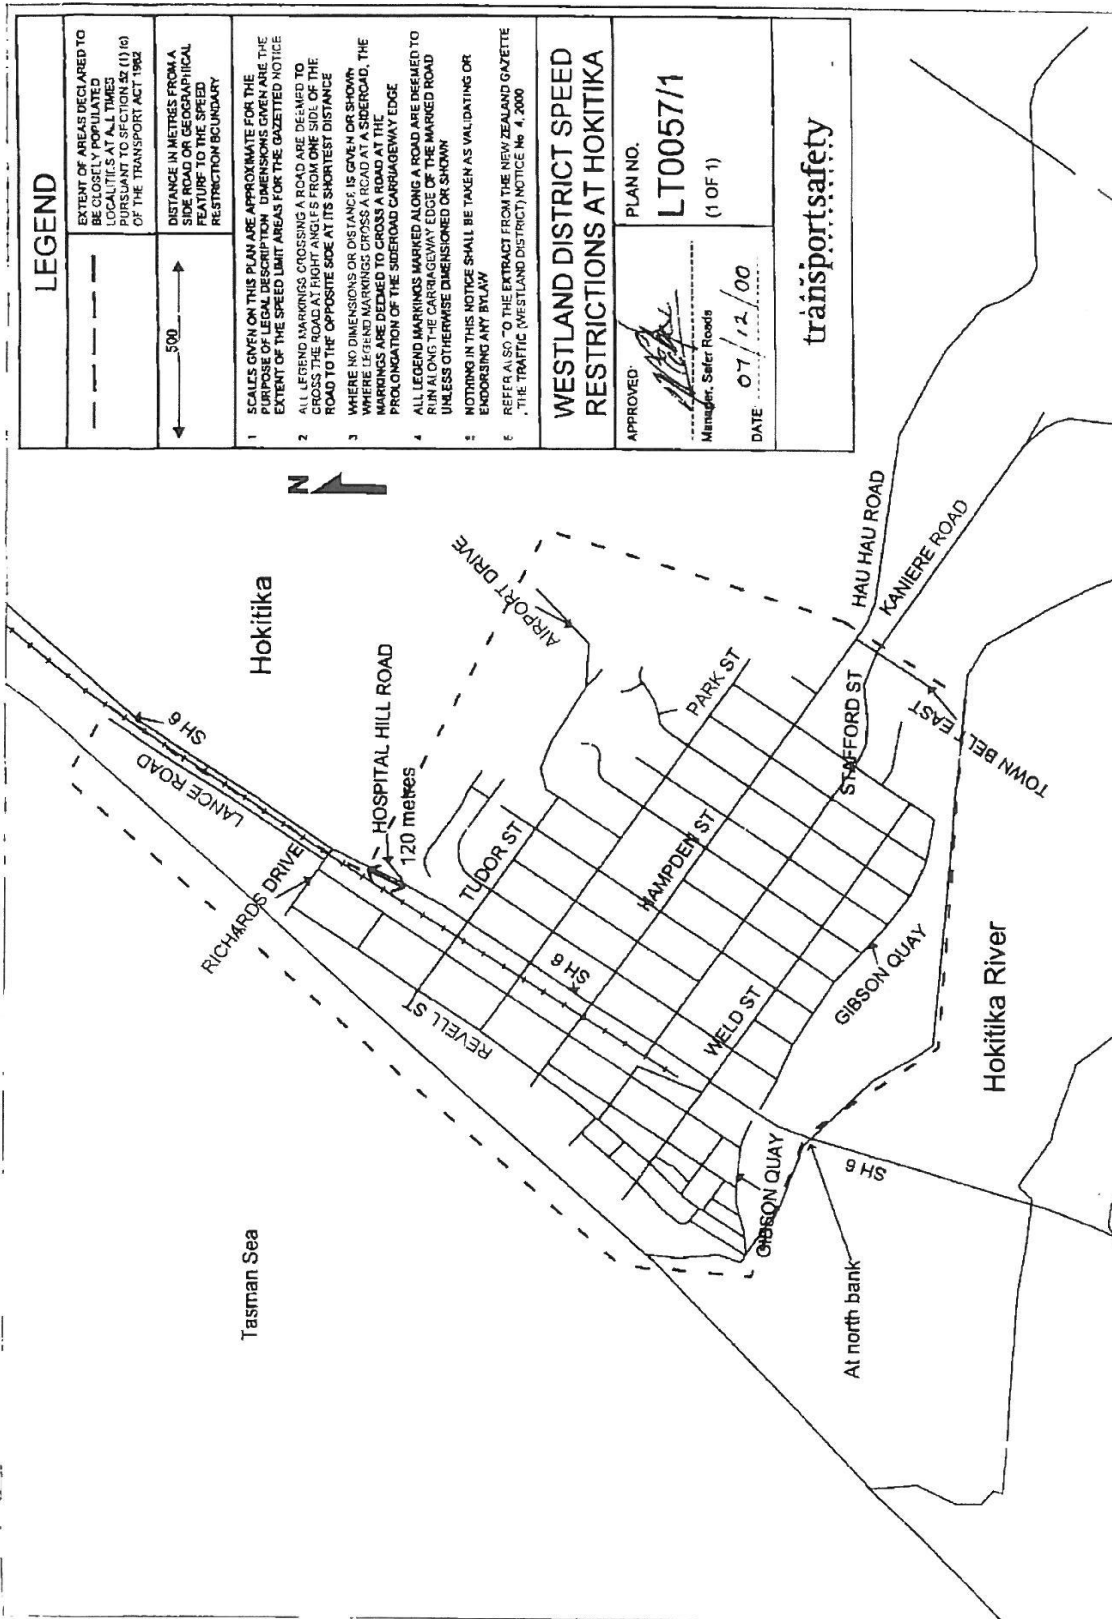 LEGEND
EXTENT OF AREAS DECLARED TO
BE CLOSELY POPULATED
LOCALITIES AT ALL TIMES
PURSUANT TO SECTION 52 (1) (c)
OF THE TRANSPORT ACT 1962
500
DISTANCE IN METRES FROM A
SIDE ROAD OR GEOGRAPHICAL
FEATURE TO THE SPEED
RESTRICTION BOUNDARY
1 SCALES GIVEN ON THIS PLAN ARE APPROXIMATE FOR THE
PURPOSE OF LEGAL DESCRIPTION DIMENSIONS GIVEN ARE THE
EXTENT OF THE SPEED LIMIT AREAS FOR THE GAZETTED NOTICE
2 ALL LEGEND MARKINGS CROSSING A ROAD ARE DEEMED TO
CROSS THE ROAD AT RIGHT ANGLES FROM ONE SIDE OF THE
ROAD TO THE OPPOSITE SIDE AT ITS SHORTEST DISTANCE
3 WHERE NO DIMENSIONS OR DISTANCE IS GIVEN OR SHOWN
WHERE LEGEND MARKINGS CROSS A ROAD AT A SIDEROAD, THE
MARKINGS ARE DEEMED TO CROSS A ROAD AT THE
PROLONGATION OF THE SIDEROAD CARRIAGEWAY EDGE
4 ALL LEGEND MARKINGS MARKED ALONG A ROAD ARE DEEMED TO
RUN ALONG THE CARRIAGEWAY EDGE OF THE MARKED ROAD
UNLESS OTHERWISE DIMENSIONED OR SHOWN
NOTHING IN THIS NOTICE SHALL BE TAKEN AS VALIDATING OR
ENDORSING ANY BYLAW
REFER ALSO TO THE EXTRACT FROM THE NEW ZEALAND GAZETTE
, THE TRAFFIC (WESTLAND DISTRICT) NOTICE No 4, 2000
WESTLAND DISTRICT SPEED
RESTRICTIONS AT HOKITIKA
APPROVED:
Manager, Safer Roads
DATE 07/12/00
PLAN NO.
LT0057/1
(1 OF 1)
transportsafety
N
Hokitika
Tasman Sea
SH 6
LANCE ROAD
HOSPITAL HILL ROAD
120 metres
RICHARDS DRIVE
AIRPORT DRIVE
TUDOR ST
PARK ST
REVELL ST
SH 6
HAMPDEN ST
HAU HAU ROAD
KANIERE ROAD
STAFFORD ST
TOWN BELT EAST
WELD ST
GIBSON QUAY
GIBSON QUAY
SH 6
At north bank
Hokitika River